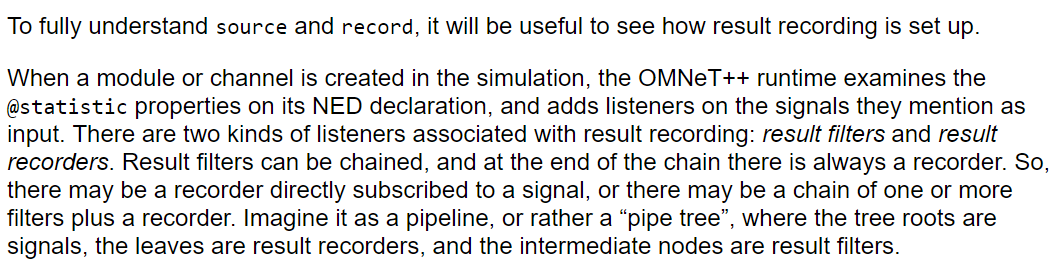 To fully understand source and record, it will be useful to see how result recording is set up.
When a module or channel is created in the simulation, the OMNeT++ runtime examines the
@statistic properties on its NED declaration, and adds listeners on the signals they mention as
input. There are two kinds of listeners associated with result recording: result filters and result
recorders. Result filters can be chained, and at the end of the chain there is always a recorder. So,
there may be a recorder directly subscribed to a signal, or there may be a chain of one or more
filters plus a recorder. Imagine it as a pipeline, or rather a “pipe tree”, where the tree roots are
signals, the leaves are result recorders, and the intermediate nodes are result filters.